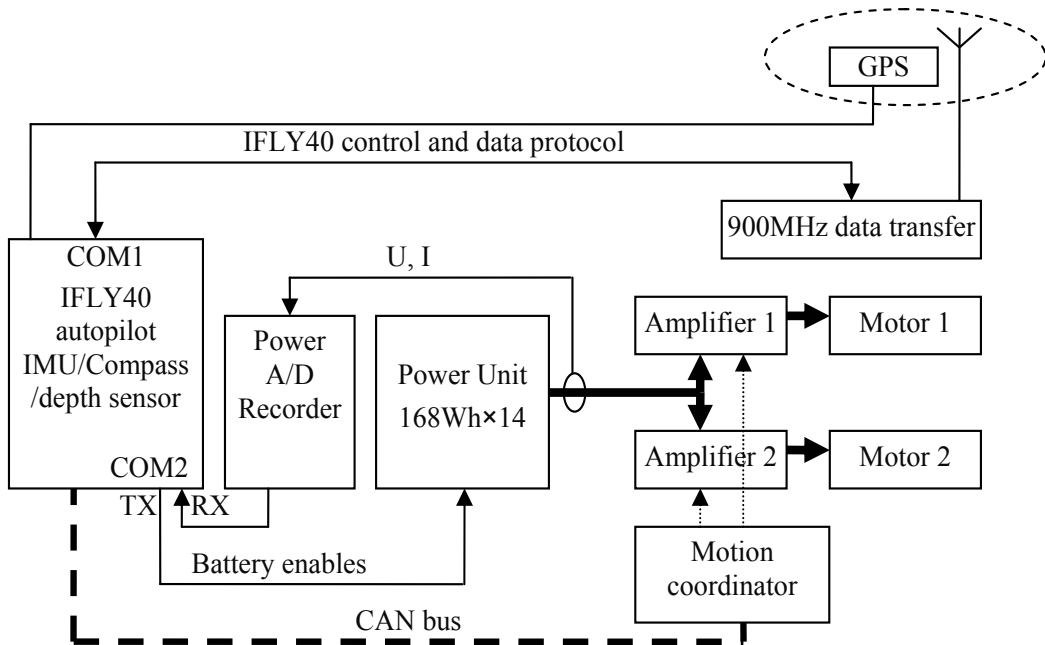 GPS
IFLY40 control and data protocol
900MHz data transfer
COM1
IFLY40
autopilot
IMU/Compass
/depth sensor
COM2
TX
RX
U, I
Power
A/D
Recorder
Power Unit
168Wh×14
Amplifier 1
Motor 1
Amplifier 2
Motor 2
Battery enables
Motion
coordinator
CAN bus